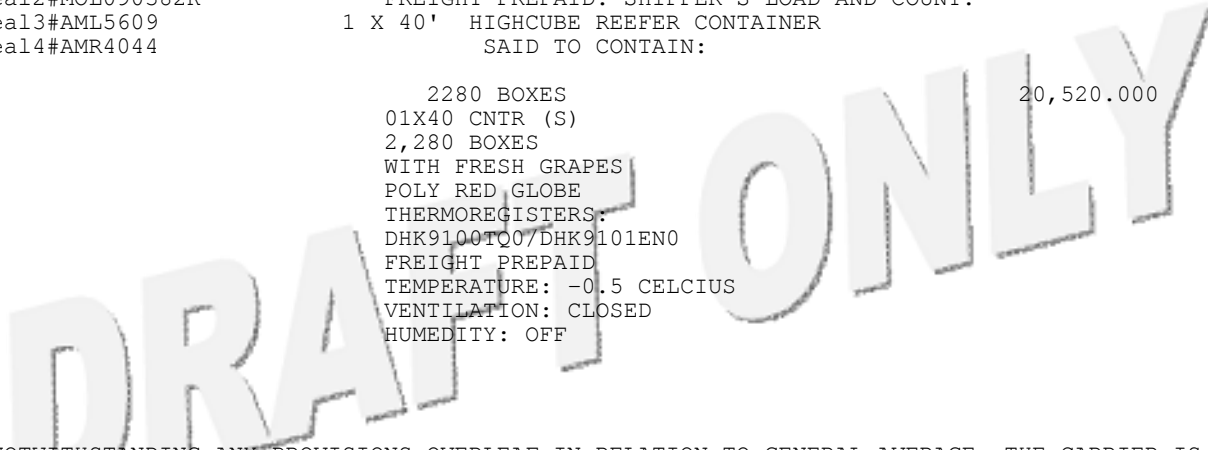 FREIGHT PREPAID. SHIPPER'S LOAD AND COUNT.
eal3#AML5609 1 X 40' HIGHCUBE REEFER CONTAINER
eal4#AMR4044 SAID TO CONTAIN:
2280 BOXES 20,520.000
01X40 CNTR (S)
2,280 BOXES
WITH FRESH GRAPES
POLY RED GLOBE
THERMOREGISTERS:
DHK9100TQ0/DHK9101EN0
FREIGHT PREPAID
TEMPERATURE: -0.5 CELCIUS
VENTILATION: CLOSED
HUMEDITY: OFF
DRAFT ONLY
NOTWITHSTANDING ANY PROVISIONS OVERLEAF IN RELATION TO GENERAL AVERAGE, THE CARRIER IS